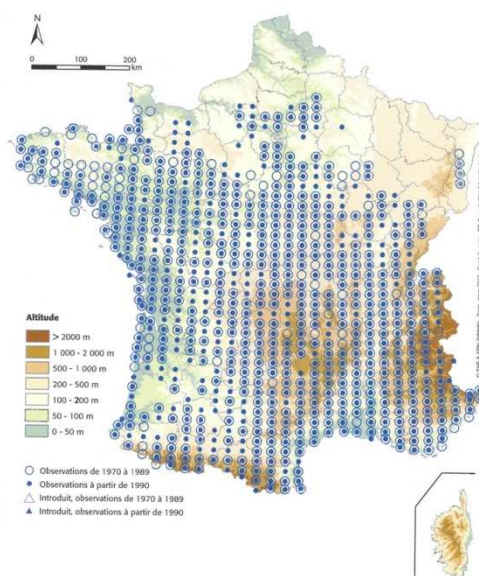 N
0 100 200
km
Altitude
> 2000 m
1 000 - 2 000 m
500 - 1 000 m
200 - 500 m
100 - 200 m
50 - 100 m
0 - 50 m
Observations de 1970 à 1989
Observations à partir de 1990
Introduit, observations de 1970 à 1989
Introduit, observations à partir de 1990